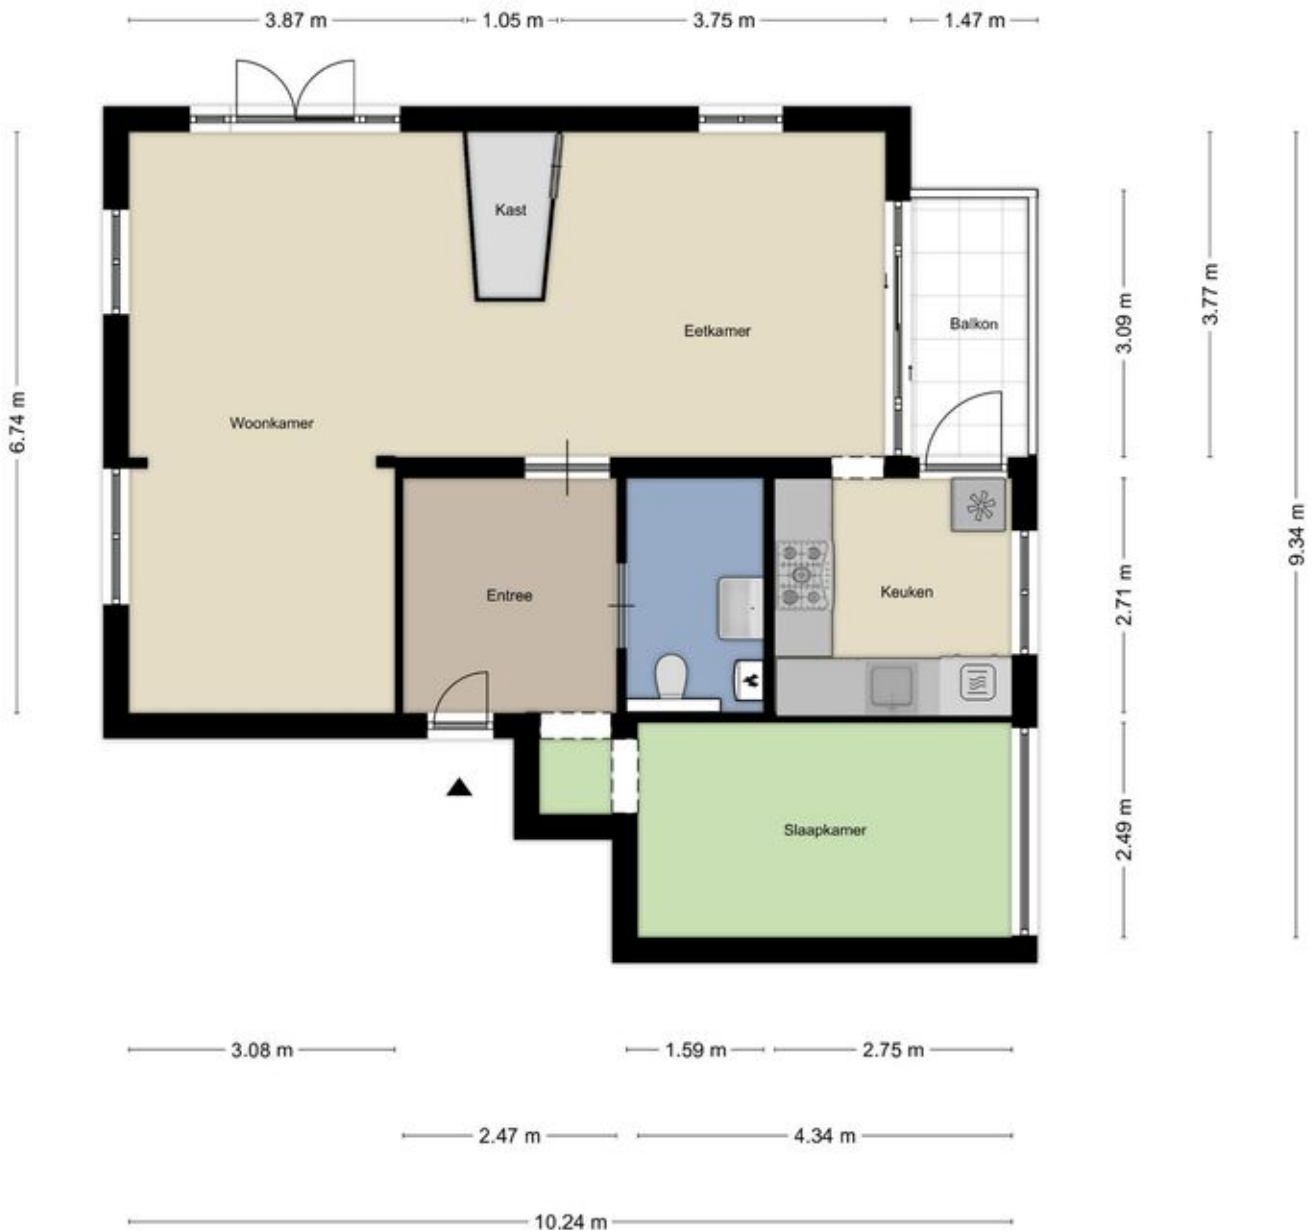 3.87 m
1.05 m
3.75 m
1.47 m
Kast
Eetkamer
Balkon
Woonkamer
6.74 m
3.09 m
3.77 m
Entree
Keuken
2.71 m
9.34 m
Slaapkamer
2.49 m
3.08 m
1.59 m
2.75 m
2.47 m
4.34 m
10.24 m